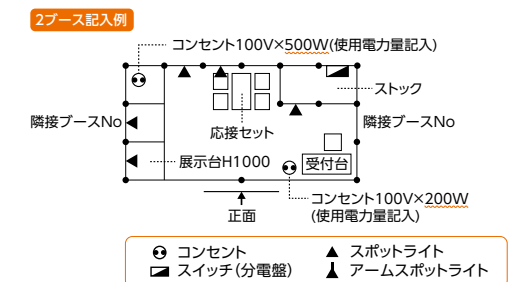 2ブース記入例
コンセント100V×500W(使用電力量記入)
ストック
隣接ブースNo
応接セット
隣接ブースNo
展示台H1000
受付台
コンセント100V×200W
(使用電力量記入)
正面
コンセント
スポットライト
スイッチ(分電盤)
アームスポットライト